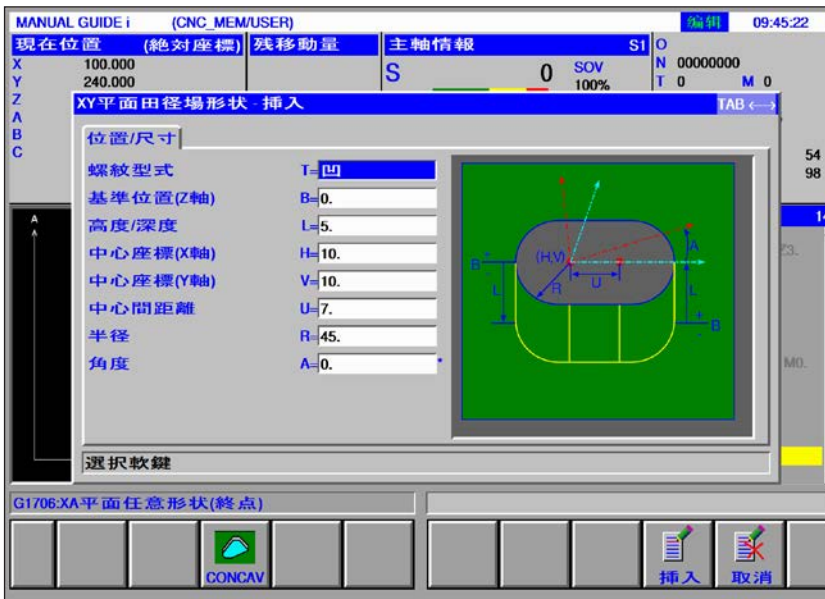 MANUAL GUIDE i (CNC_MEM/USER) 编辑 09:45:22
現在位置 (絶対座標) 残移動量 主軸情報 S1 O
X 100.000 S 0 SOV N 00000000
Y 240.000 100% T 0 M 0
Z
A
B
C
54
98
XY平面田径場形状 - 挿入 TAB ←→
位置/尺寸
螺紋型式 T=凹
基準位置(Z軸) B=0.
高度/深度 L=5.
中心座標(X軸) H=10.
中心座標(Y軸) V=10.
中心間距離 U=7.
半径 R=45.
角度 A=0. °
(H,V)
A
B + -
R U
L L
+ B -
A
14
Z3.
M0.
選択軟鍵
G1706:XA平面任意形状(終点)
CONCAV 挿入 取消